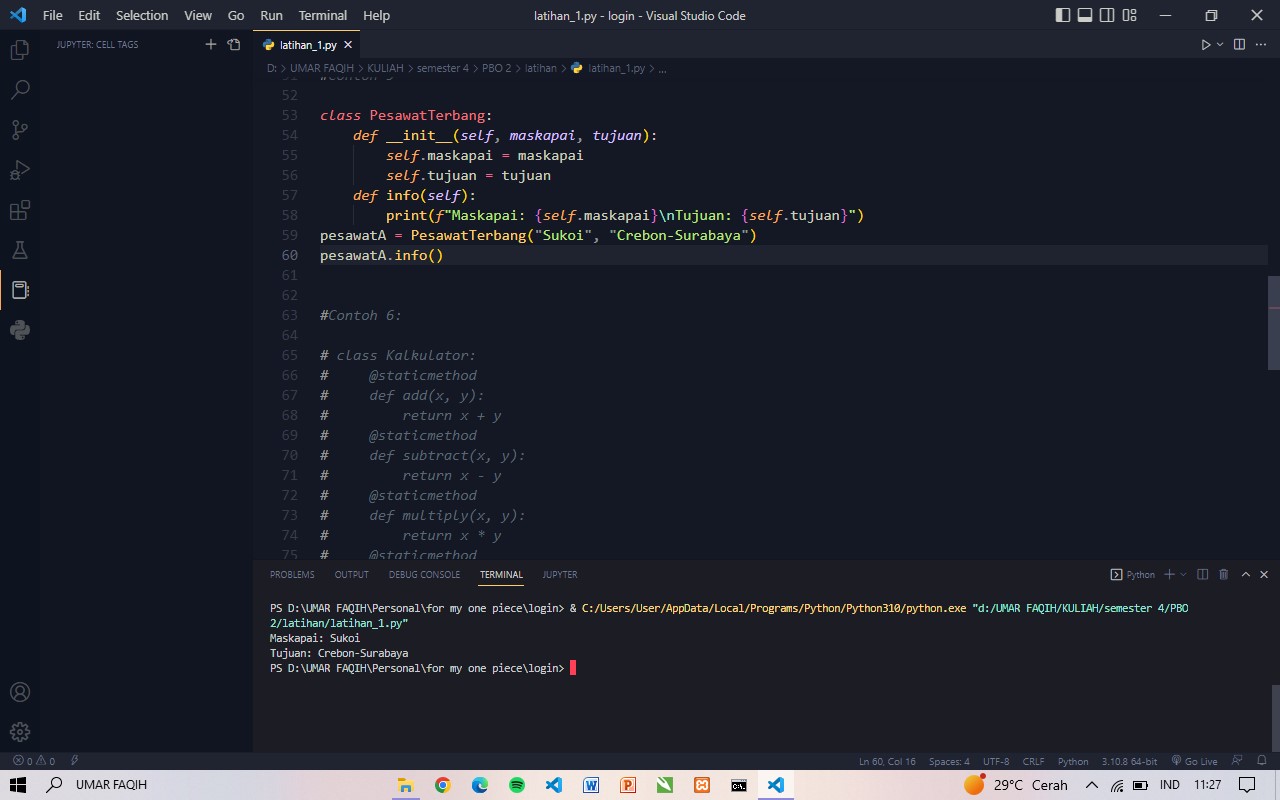 File Edit Selection View Go Run Terminal Help latihan_1.py - login - Visual Studio Code
JUPYTER: CELL TAGS
latihan_1.py
D: > UMAR FAQIH > KULIAH > semester 4 > PBO 2 > latihan > latihan_1.py > ...
52
53 class PesawatTerbang:
54     def __init__(self, maskapai, tujuan):
55         self.maskapai = maskapai
56         self.tujuan = tujuan
57     def info(self):
58         print(f"Maskapai: {self.maskapai}\nTujuan: {self.tujuan}")
59 pesawatA = PesawatTerbang("Sukoi", "Crebon-Surabaya")
60 pesawatA.info()
61
62
63 #Contoh 6:
64
65 # class Kalkulator:
66 #     @staticmethod
67 #     def add(x, y):
68 #         return x + y
69 #     @staticmethod
70 #     def subtract(x, y):
71 #         return x - y
72 #     @staticmethod
73 #     def multiply(x, y):
74 #         return x * y
75 #     @staticmethod
PROBLEMS OUTPUT DEBUG CONSOLE TERMINAL JUPYTER Python
PS D:\UMAR FAQIH\Personal\for my one piece\login> & C:/Users/User/AppData/Local/Programs/Python/Python310/python.exe "d:/UMAR FAQIH/KULIAH/semester 4/PBO
2/latihan/latihan_1.py"
Maskapai: Sukoi
Tujuan: Crebon-Surabaya
PS D:\UMAR FAQIH\Personal\for my one piece\login>
0 0 Ln 60, Col 16 Spaces: 4 UTF-8 CRLF Python 3.10.8 64-bit Go Live
UMAR FAQIH 29°C Cerah IND 11:27